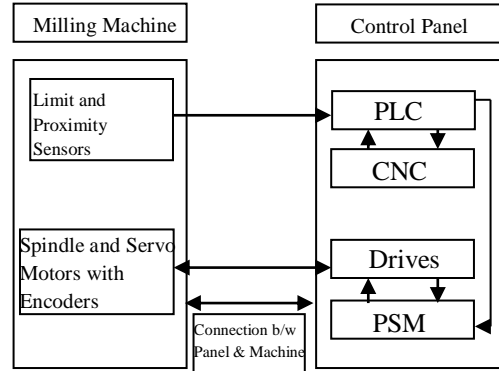 Milling Machine
Control Panel
Limit and
Proximity
Sensors
PLC
CNC
Spindle and Servo
Motors with
Encoders
Drives
PSM
Connection b/w
Panel & Machine